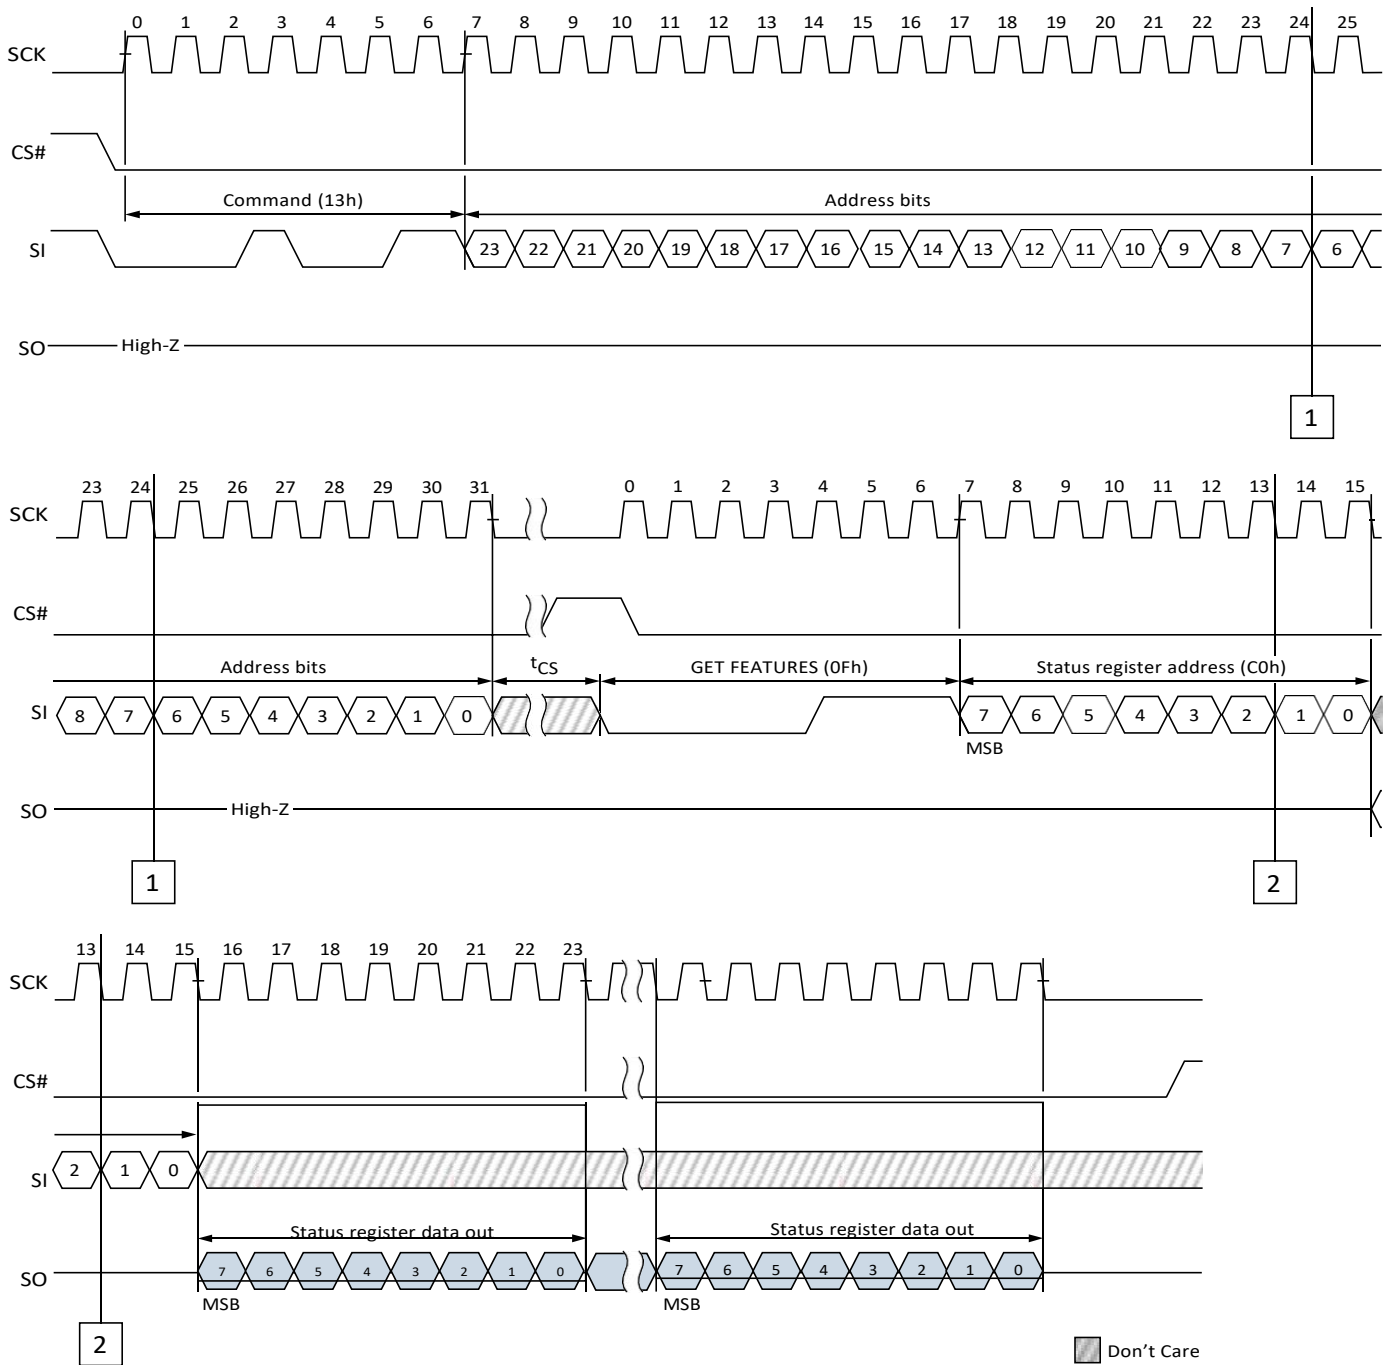 0 1 2 3 4 5 6 7 8 9 10 11 12 13 14 15 16 17 18 19 20 21 22 23 24 25
SCK
CS#
Command (13h) Address bits
SI 23 22 21 20 19 18 17 16 15 14 13 12 11 10 9 8 7 6
SO High-Z
1
23 24 25 26 27 28 29 30 31 0 1 2 3 4 5 6 7 8 9 10 11 12 13 14 15
SCK
CS#
Address bits tCS GET FEATURES (0Fh) Status register address (C0h)
SI 8 7 6 5 4 3 2 1 0 7 6 5 4 3 2 1 0
MSB
SO High-Z
1 2
13 14 15 16 17 18 19 20 21 22 23
SCK
CS#
SI 2 1 0
Status register data out Status register data out
SO 7 6 5 4 3 2 1 0 7 6 5 4 3 2 1 0
MSB MSB
2
Don't Care